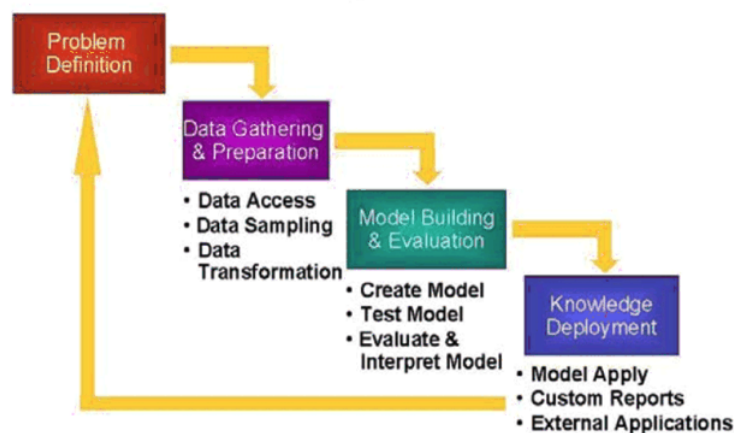 Problem
Definition
Data Gathering
& Preparation
• Data Access
• Data Sampling
• Data
Transformation
Model Building
& Evaluation
• Create Model
• Test Model
• Evaluate &
Interpret Model
Knowledge
Deployment
• Model Apply
• Custom Reports
• External Applications